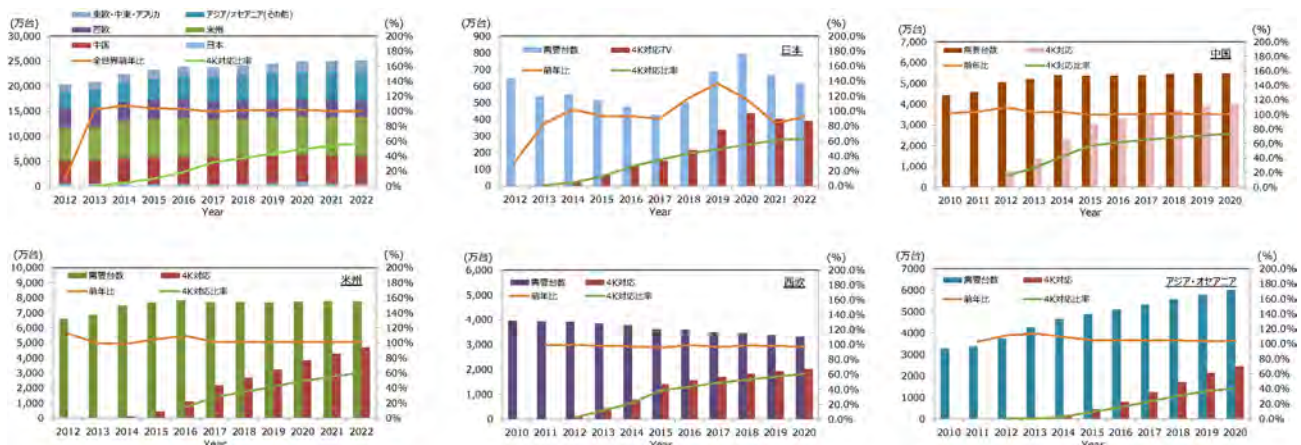 東欧・中東・アフリカ アジア/オセアニア(その他)
西欧 米州
中国 日本
全世界前年比 4K対応比率
(万台) (%)
30,000 200%
180%
25,000 160%
20,000 140%
120%
15,000 100%
80%
10,000 60%
5,000 40%
20%
0 0%
2012 2013 2014 2015 2016 2017 2018 2019 2020 2021 2022
Year
(万台) (%)
需要台数 4K対応TV 日本
前年比 4K対応比率
900 200.0%
800 180.0%
700 160.0%
600 140.0%
500 120.0%
400 100.0%
300 80.0%
200 60.0%
100 40.0%
0 20.0%
0.0%
2012 2013 2014 2015 2016 2017 2018 2019 2020 2021 2022
Year
(万台) (%)
需要台数 4K対応 中国
前年比 4K対応比率
7,000 200.0%
6,000 180.0%
5,000 160.0%
4,000 140.0%
3,000 120.0%
2,000 100.0%
1,000 80.0%
0 60.0%
40.0%
20.0%
0.0%
2010 2011 2012 2013 2014 2015 2016 2017 2018 2019 2020
Year
(万台) (%)
需要台数 4K対応 米州
前年比 4K対応比率
10,000 200%
9,000 180%
8,000 160%
7,000 140%
6,000 120%
5,000 100%
4,000 80%
3,000 60%
2,000 40%
1,000 20%
0 0%
2012 2013 2014 2015 2016 2017 2018 2019 2020 2021 2022
Year
(万台) (%)
需要台数 4K対応 西欧
前年比 4K対応比率
6,000 200.0%
5,000 180.0%
4,000 160.0%
3,000 140.0%
2,000 120.0%
1,000 100.0%
0 80.0%
60.0%
40.0%
20.0%
0.0%
2010 2011 2012 2013 2014 2015 2016 2017 2018 2019 2020
Year
(万台) (%)
需要台数 4K対応 アジア・オセアニア
前年比 4K対応比率
7000 200.0%
6000 180.0%
5000 160.0%
4000 140.0%
3000 120.0%
2000 100.0%
1000 80.0%
0 60.0%
40.0%
20.0%
0.0%
2010 2011 2012 2013 2014 2015 2016 2017 2018 2019 2020
Year